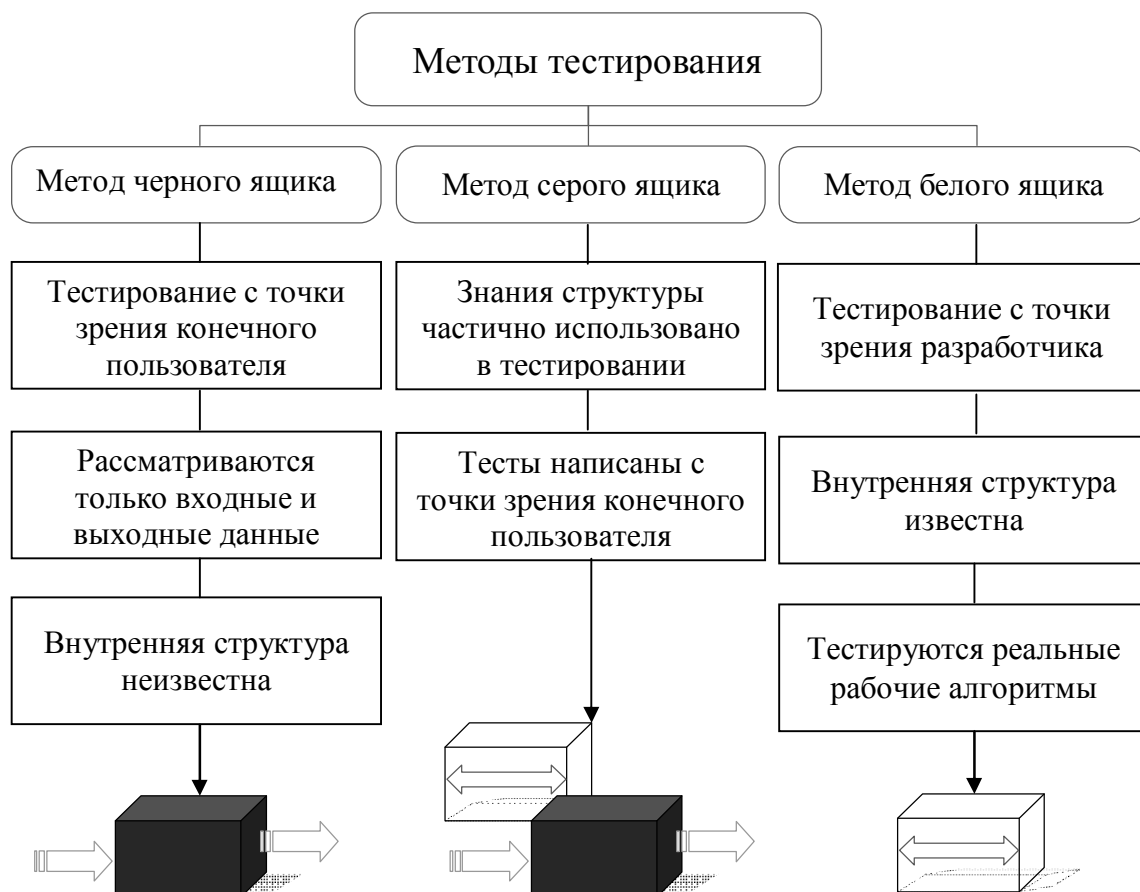 Методы тестирования
Метод черного ящика
Метод серого ящика
Метод белого ящика
Тестирование с точки
зрения конечного
пользователя
Знания структуры
частично использовано
в тестировании
Тестирование с точки
зрения разработчика
Рассматриваются
только входные и
выходные данные
Тесты написаны с
точки зрения конечного
пользователя
Внутренняя структура
известна
Внутренняя структура
неизвестна
Тестируются реальные
рабочие алгоритмы